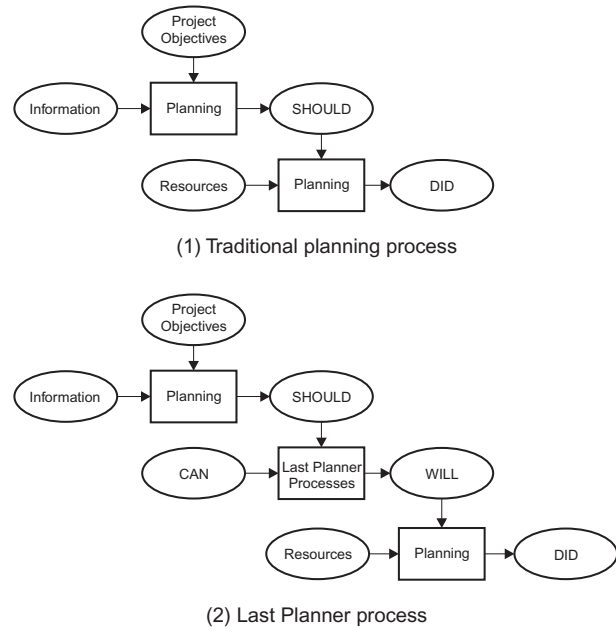 Project
Objectives
Information
Planning
SHOULD
Resources
Planning
DID
(1) Traditional planning process
Project
Objectives
Information
Planning
SHOULD
CAN
Last Planner
Processes
WILL
Resources
Planning
DID
(2) Last Planner process